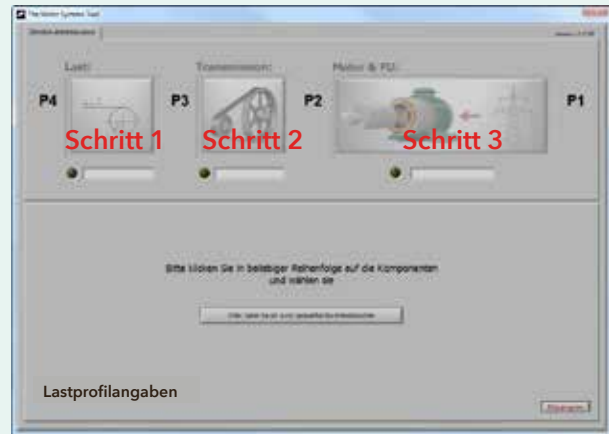 The Motor Systems Tool
Last:
Transmission:
Motor & FU:
P4
P3
P2
P1
Schritt 1
Schritt 2
Schritt 3
Bitte klicken Sie in beliebiger Reihenfolge auf die Komponenten
und wählen sie
Lastprofilangaben